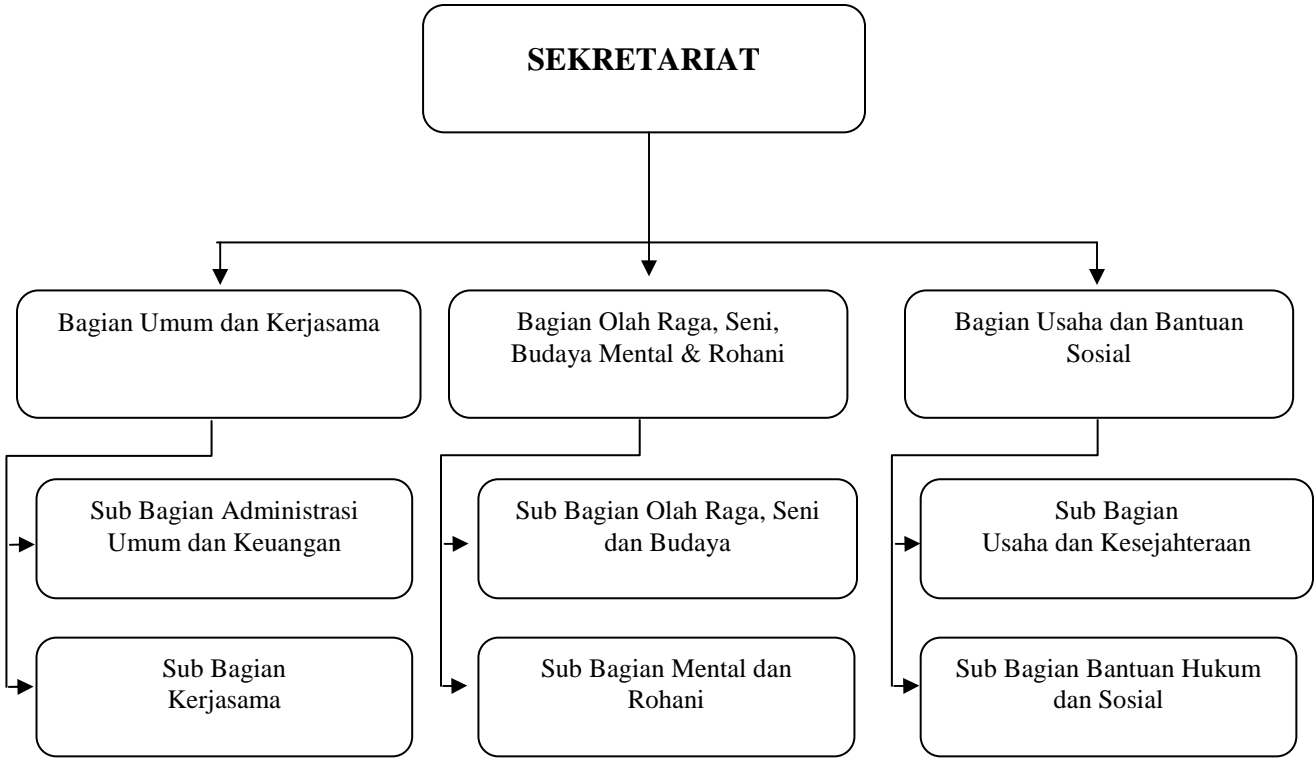 SEKRETARIAT
Bagian Umum dan Kerjasama
Bagian Olah Raga, Seni,
Budaya Mental & Rohani
Bagian Usaha dan Bantuan
Sosial
Sub Bagian Administrasi
Umum dan Keuangan
Sub Bagian Olah Raga, Seni
dan Budaya
Sub Bagian
Usaha dan Kesejahteraan
Sub Bagian
Kerjasama
Sub Bagian Mental dan
Rohani
Sub Bagian Bantuan Hukum
dan Sosial